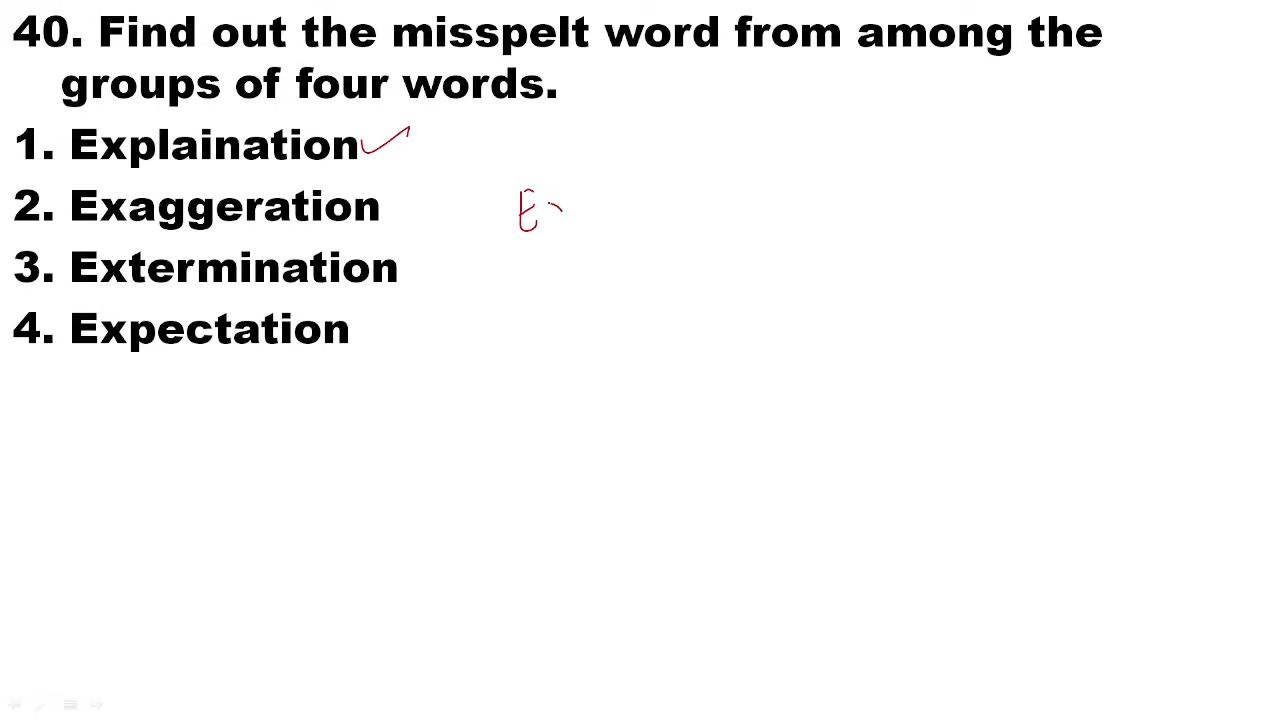 40. Find out the misspelt word from among the
groups of four words.
1. Explaination
2. Exaggeration
E
3. Extermination
4. Expectation